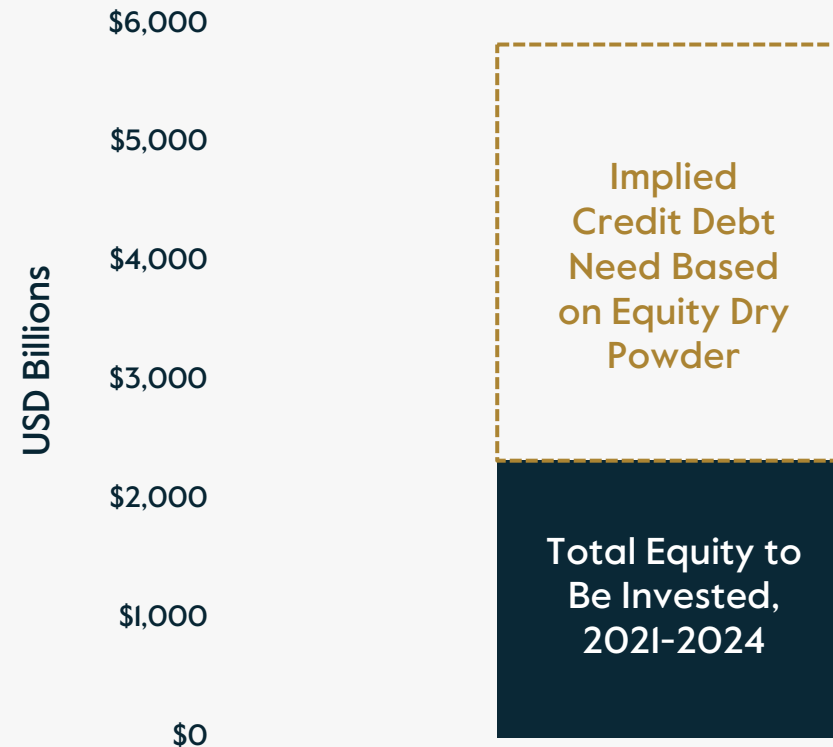 $6,000
$5,000
$4,000
$3,000
$2,000
$1,000
$0
USD Billions
Implied
Credit Debt
Need Based
on Equity Dry
Powder
Total Equity to
Be Invested,
2021-2024